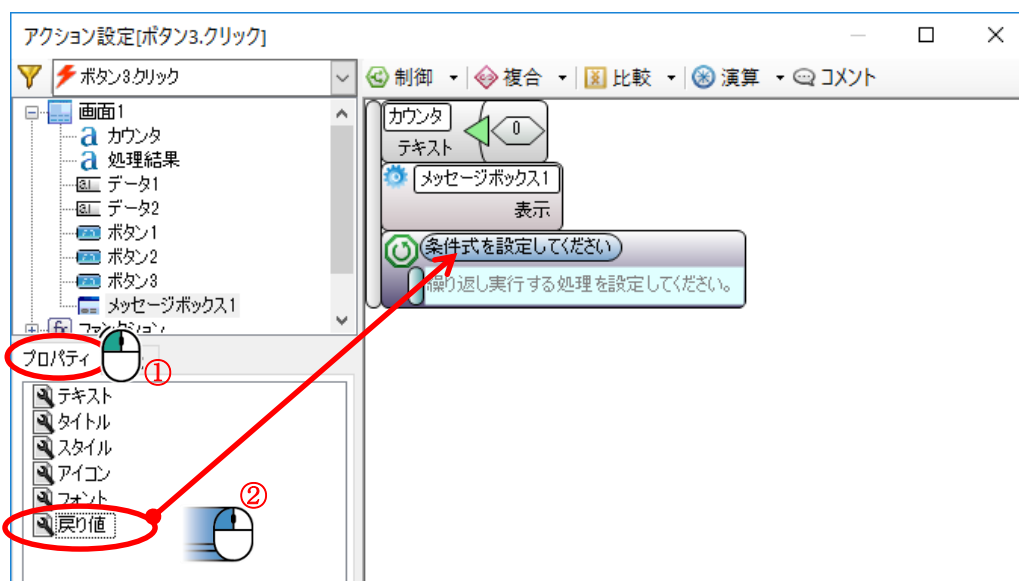 アクション設定[ボタン3.クリック]
ボタン3.クリック
制御 複合 比較 演算 コメント
画面1
カウンタ
処理結果
データ1
データ2
ボタン1
ボタン2
ボタン3
メッセージボックス1
ファンクション
プロパティ
①
テキスト
タイトル
スタイル
アイコン
フォント
戻り値
②
カウンタ
テキスト
0
メッセージボックス1
表示
条件式を設定してください
繰り返し実行する処理を設定してください。